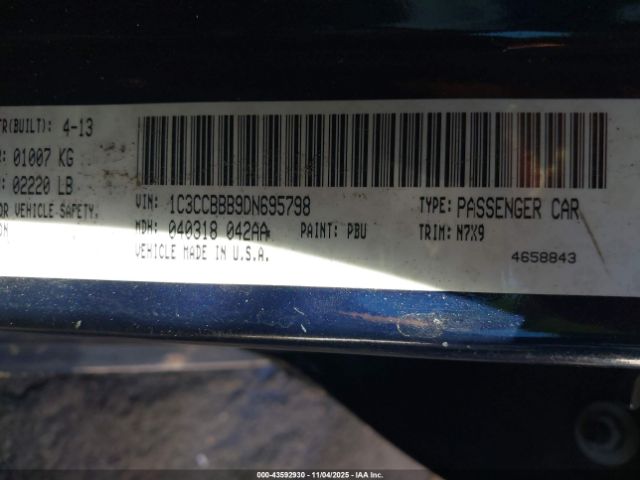 TR(BUILT): 4-13
: 01007 KG
: 02220 LB
OR VEHICLE SAFETY,
ON
VIN: 1C3CCBBB9DN695798
MDH: 040318 042AA
PAINT: PBU
VEHICLE MADE IN U.S.A.
TYPE: PASSENGER CAR
TRIM: N7X9
4658843
000-43592930 - 11/04/2025 - IAA Inc.